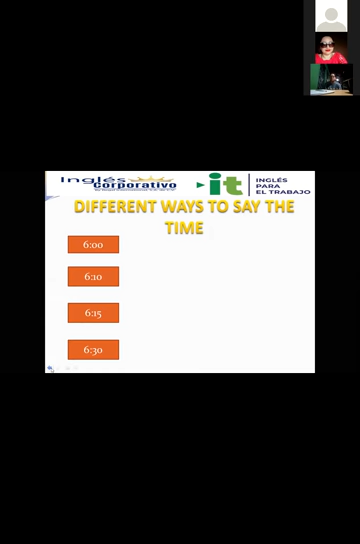 Inglés
Corporativo
it
INGLÉS
PARA
EL TRABAJO
DIFFERENT WAYS TO SAY THE
TIME
6:00
6:10
6:15
6:30